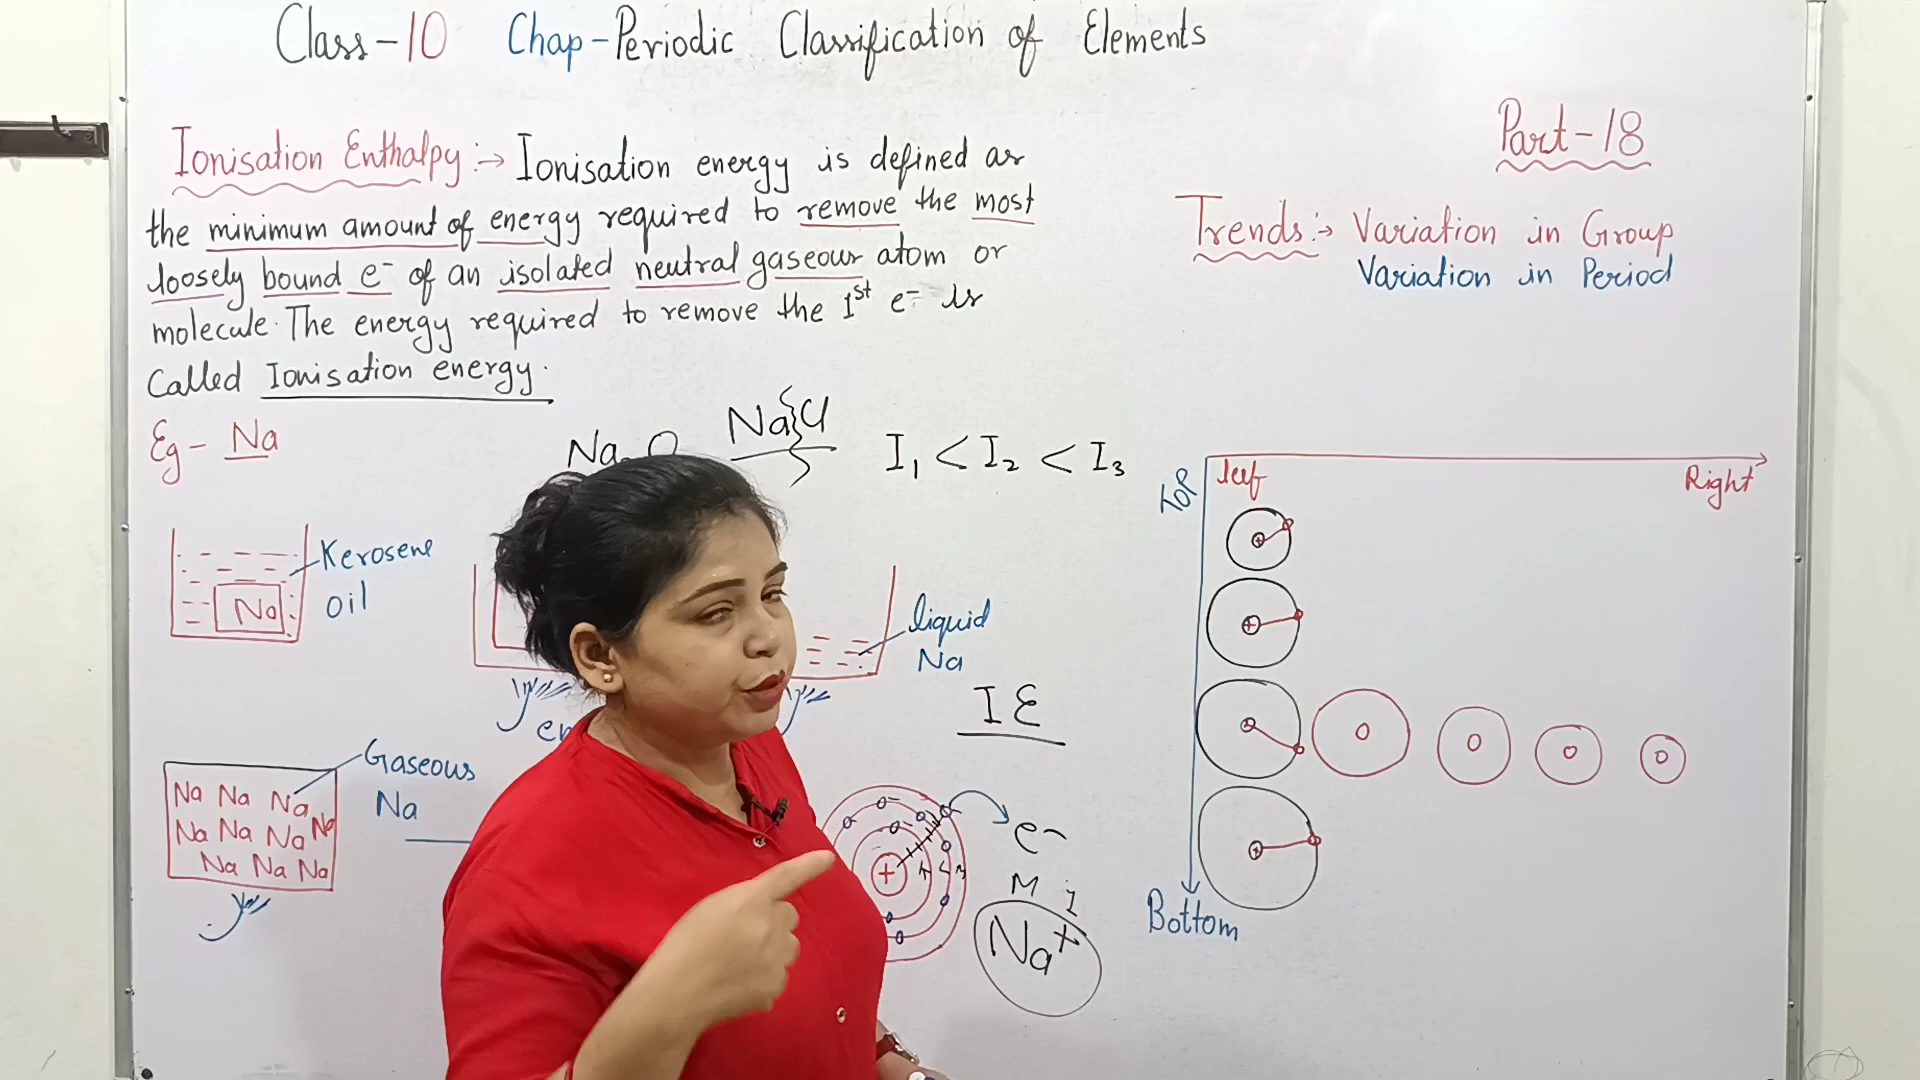 Class-10 Chap-Periodic Classification of Elements
Part-18
Ionisation Enthalpy:→ Ionisation energy is defined as
the minimum amount of energy required to remove the most
loosely bound e⁻ of an isolated neutral gaseous atom or
molecule. The energy required to remove the 1st e⁻ is
Called Ionisation energy.
Trends:→ Variation in Group
Variation in Period
Eg- Na
NaCl
I₁ < I₂ < I₃
Na
Kerosene
oil
liquid
Na
IE
Gaseous
Na
Na Na Na Na
Na Na Na
Na Na Na
+
K L M
e⁻
M
Na⁺
TOP
leef
Right
Bottom